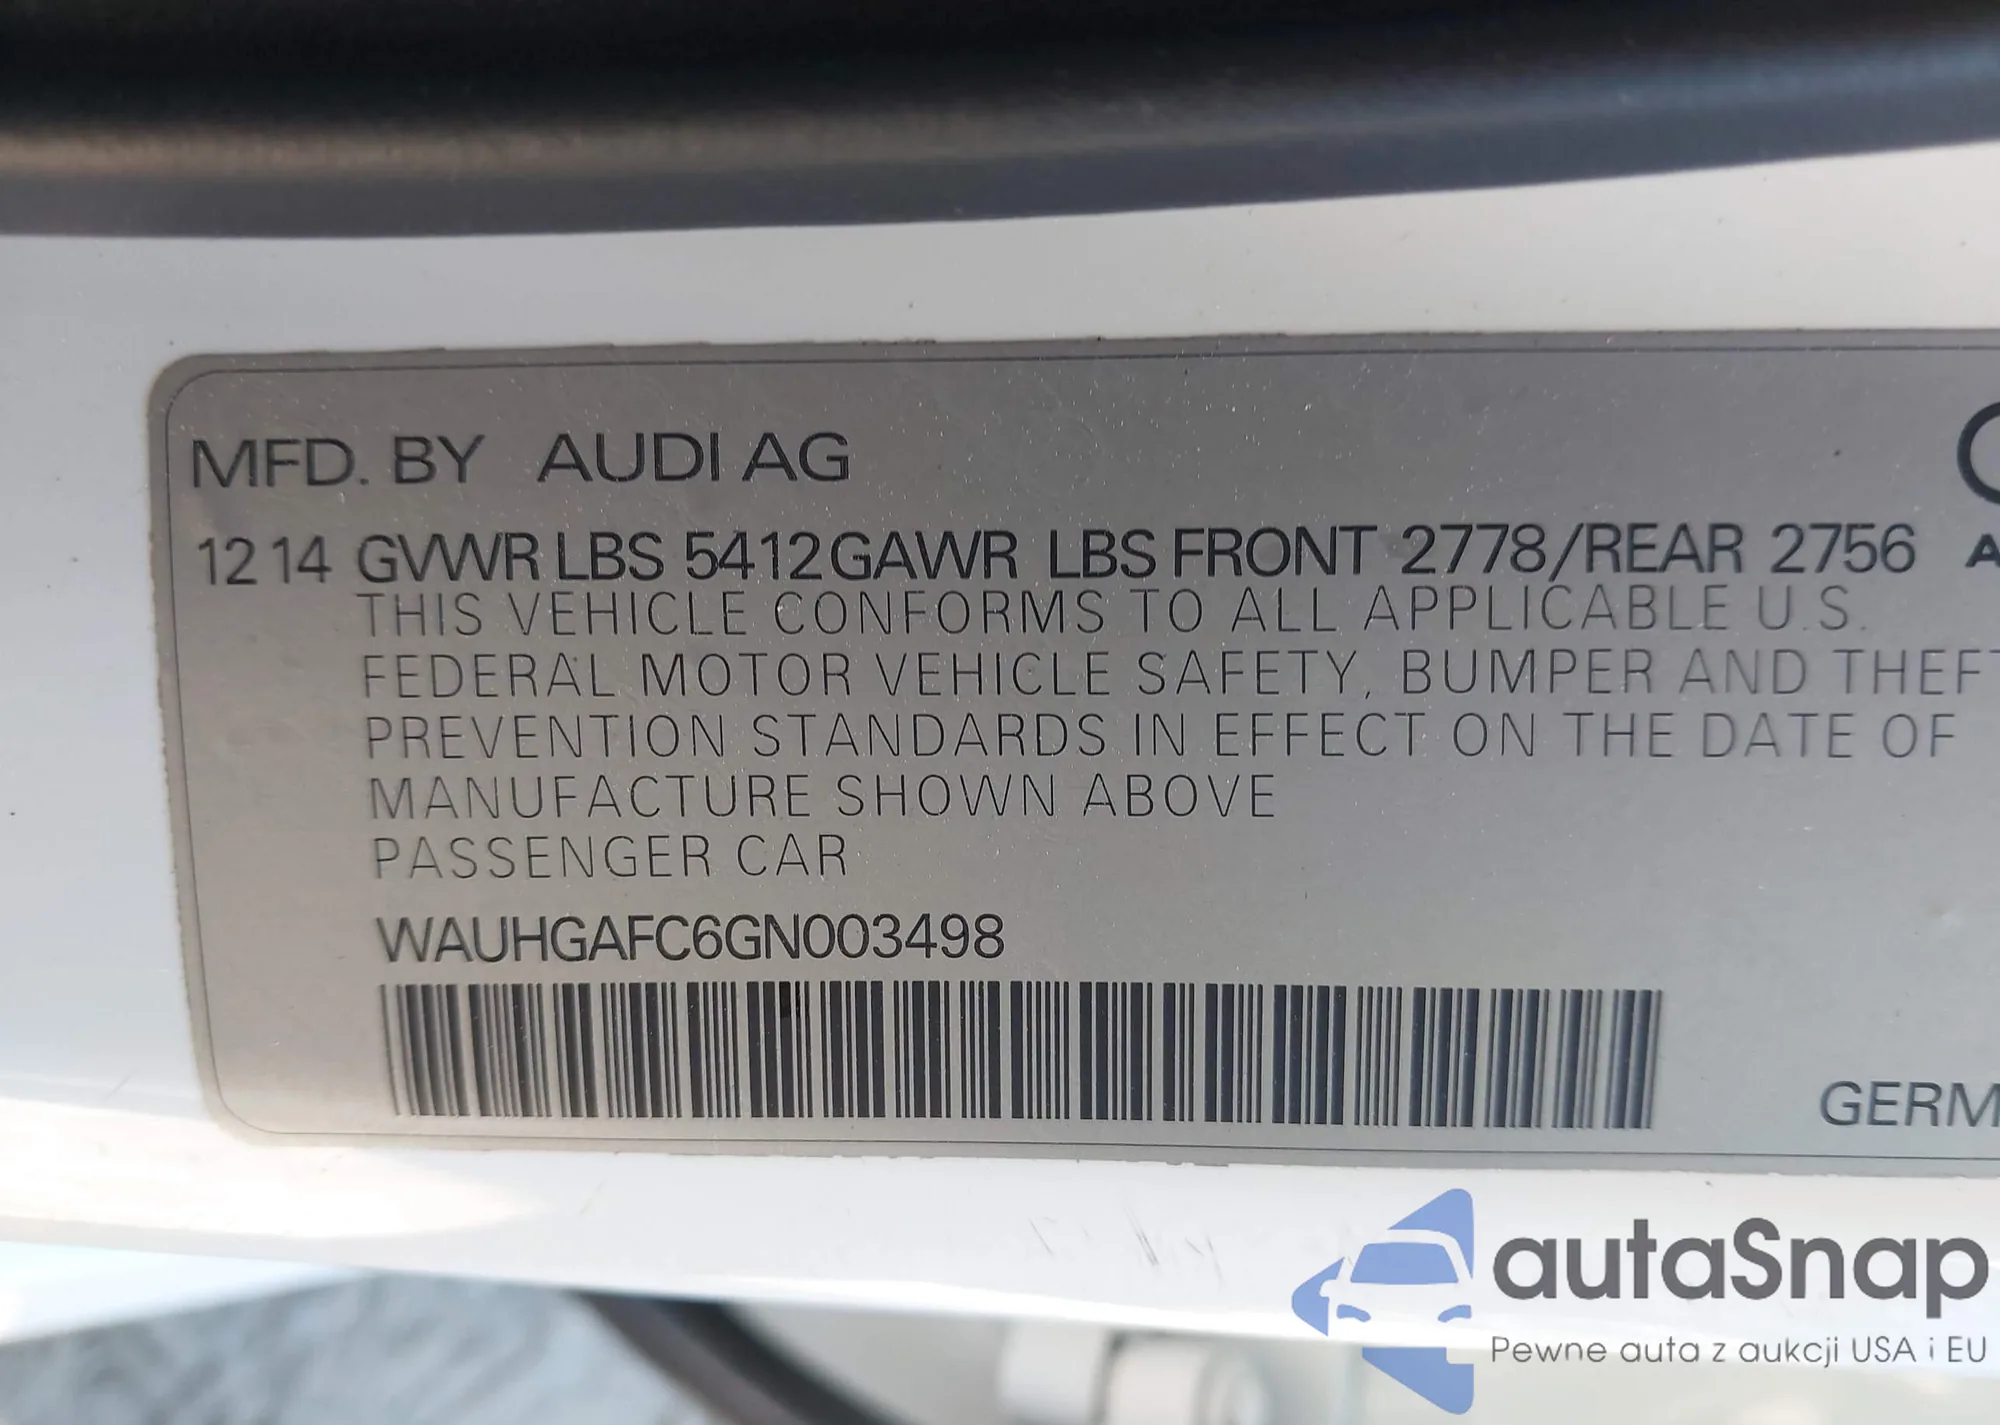 MFD. BY AUDI AG
12 14 GVWR LBS 5412 GAWR LBS FRONT 2778/REAR 2756
THIS VEHICLE CONFORMS TO ALL APPLICABLE U.S.
FEDERAL MOTOR VEHICLE SAFETY, BUMPER AND THEFT
PREVENTION STANDARDS IN EFFECT ON THE DATE OF
MANUFACTURE SHOWN ABOVE
PASSENGER CAR
WAUHGAFC6GN003498
GERM
autaSnap
Pewne auta z aukcji USA i EU